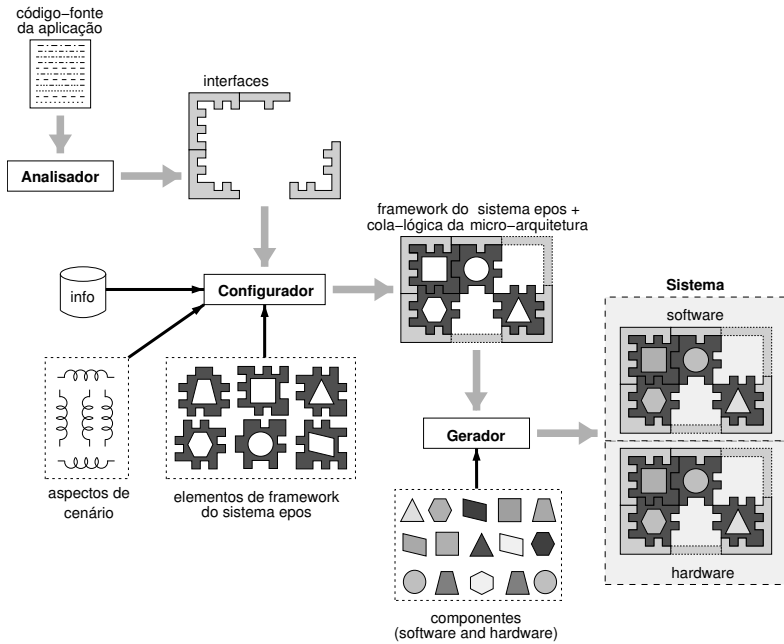 código-fonte
da aplicação
interfaces
Analisador
framework do sistema epos +
cola-lógica da micro-arquitetura
info
Configurador
Sistema
software
Gerador
aspectos de
cenário
elementos de framework
do sistema epos
hardware
componentes
(software and hardware)